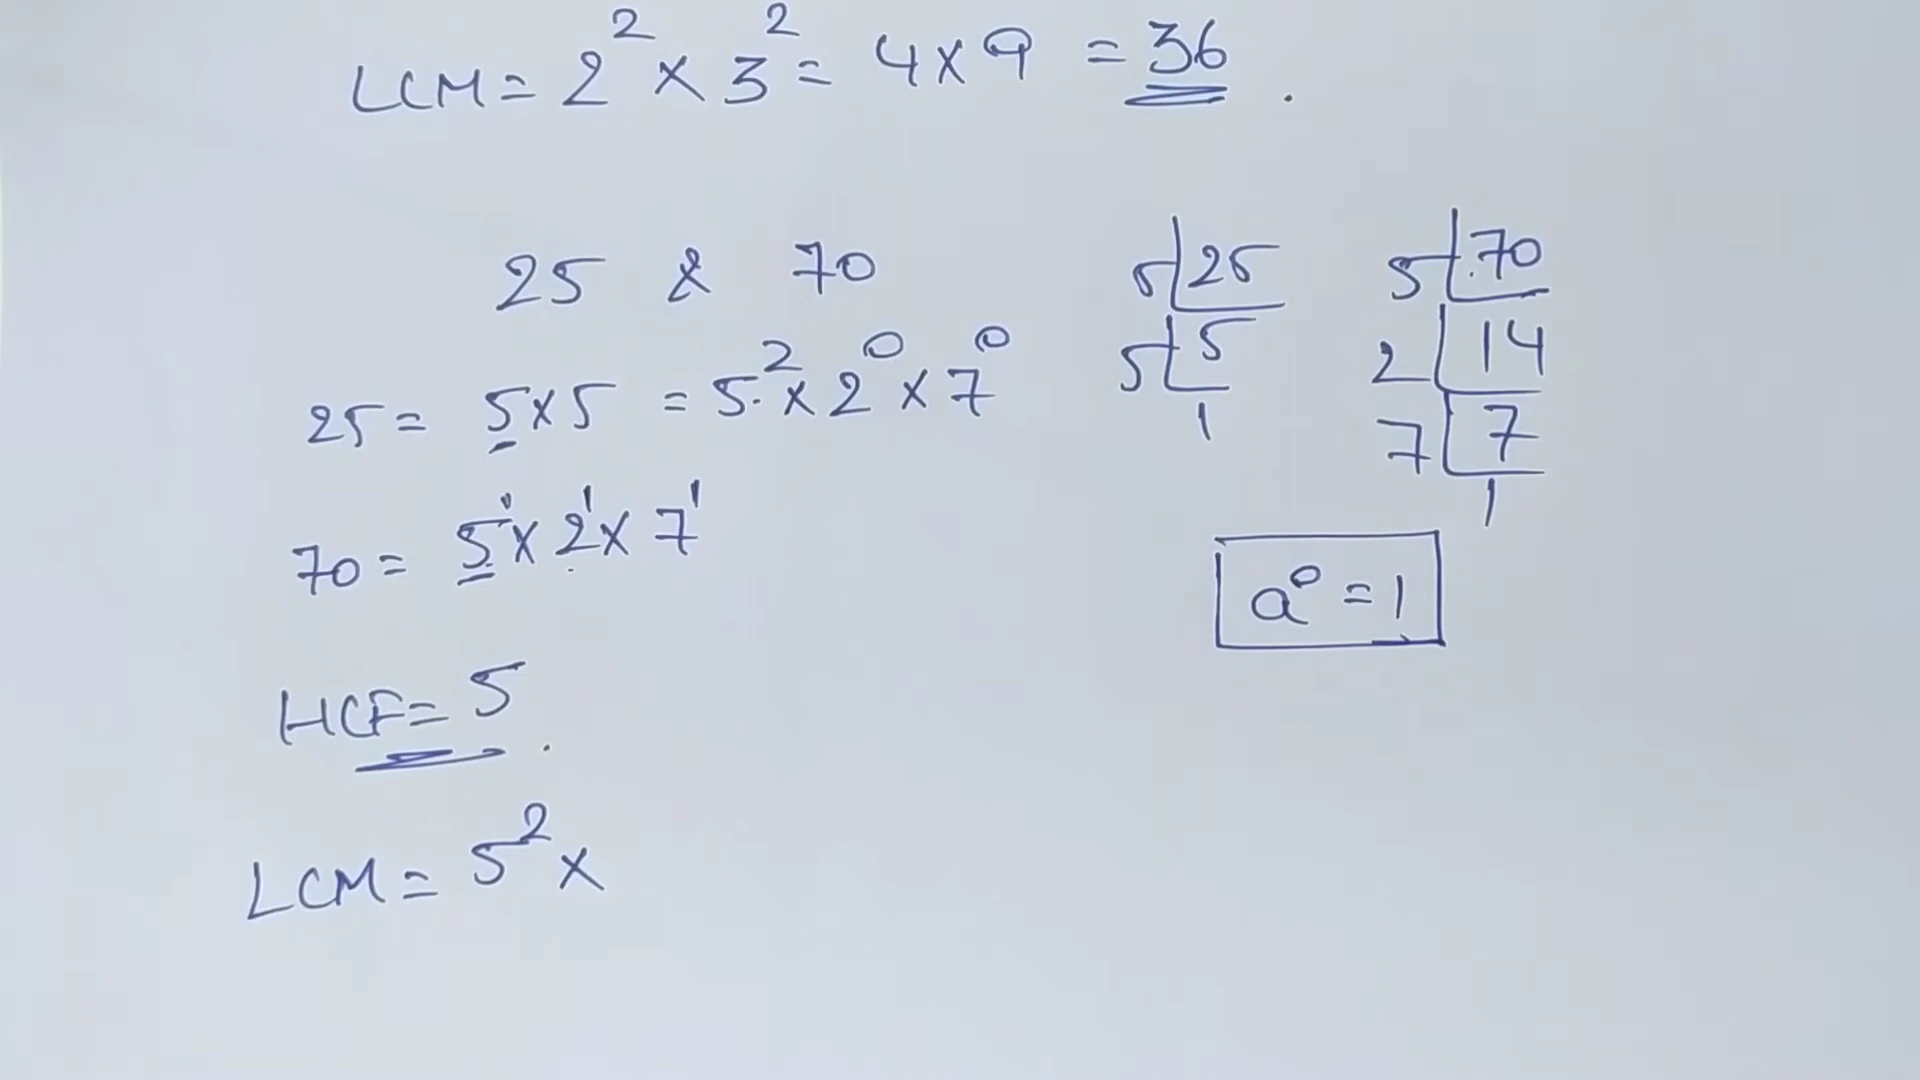 LCM = 2² × 3² = 4 × 9 = 36 .
25 & 70
25 = 5 × 5 = 5² × 2⁰ × 7⁰
70 = 5¹ × 2¹ × 7¹
HCF = 5 .
LCM = 5² ×
5 25
5 5
1
5 70
2 14
7 7
1
a⁰ = 1